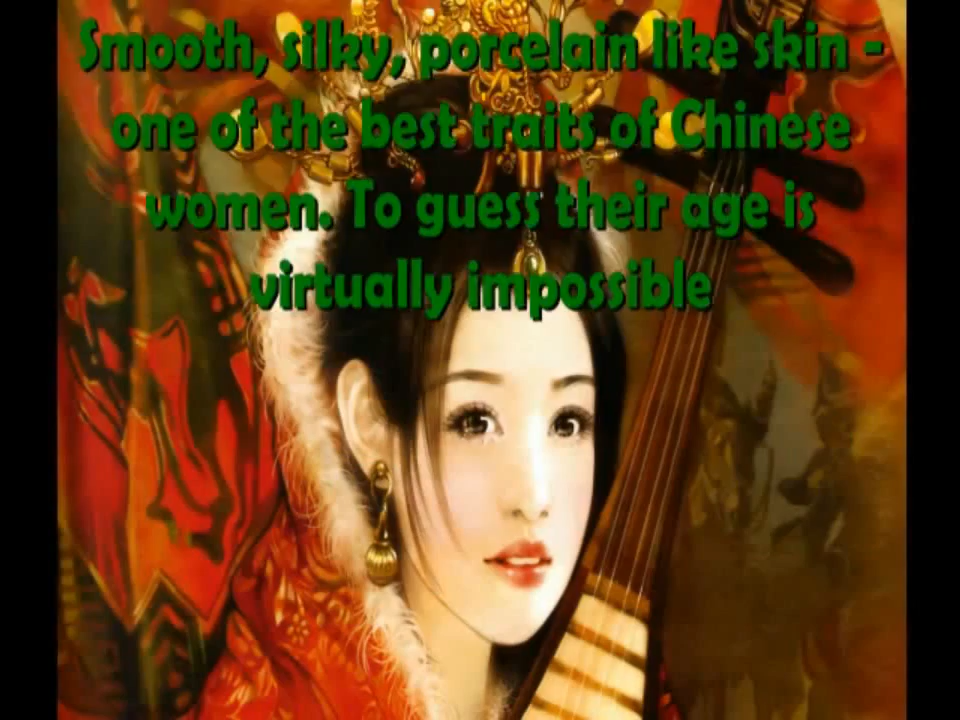 Smooth, silky, porcelain like skin -
one of the best traits of Chinese
women. To guess their age is
virtually impossible